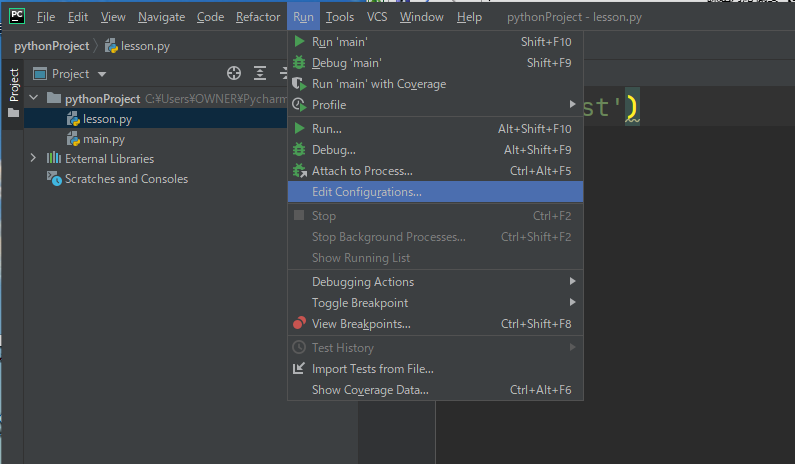 PC File Edit View Navigate Code Refactor Run Tools VCS Window Help pythonProject - lesson.py
pythonProject lesson.py
Project
Project
pythonProject C:¥Users¥OWNER¥Pycharm
lesson.py
main.py
External Libraries
Scratches and Consoles
Run 'main' Shift+F10
Debug 'main' Shift+F9
Run 'main' with Coverage
Profile
Run... Alt+Shift+F10
Debug... Alt+Shift+F9
Attach to Process... Ctrl+Alt+F5
Edit Configurations...
Stop Ctrl+F2
Stop Background Processes... Ctrl+Shift+F2
Show Running List
Debugging Actions
Toggle Breakpoint
View Breakpoints... Ctrl+Shift+F8
Test History
Import Tests from File...
Show Coverage Data... Ctrl+Alt+F6
st')